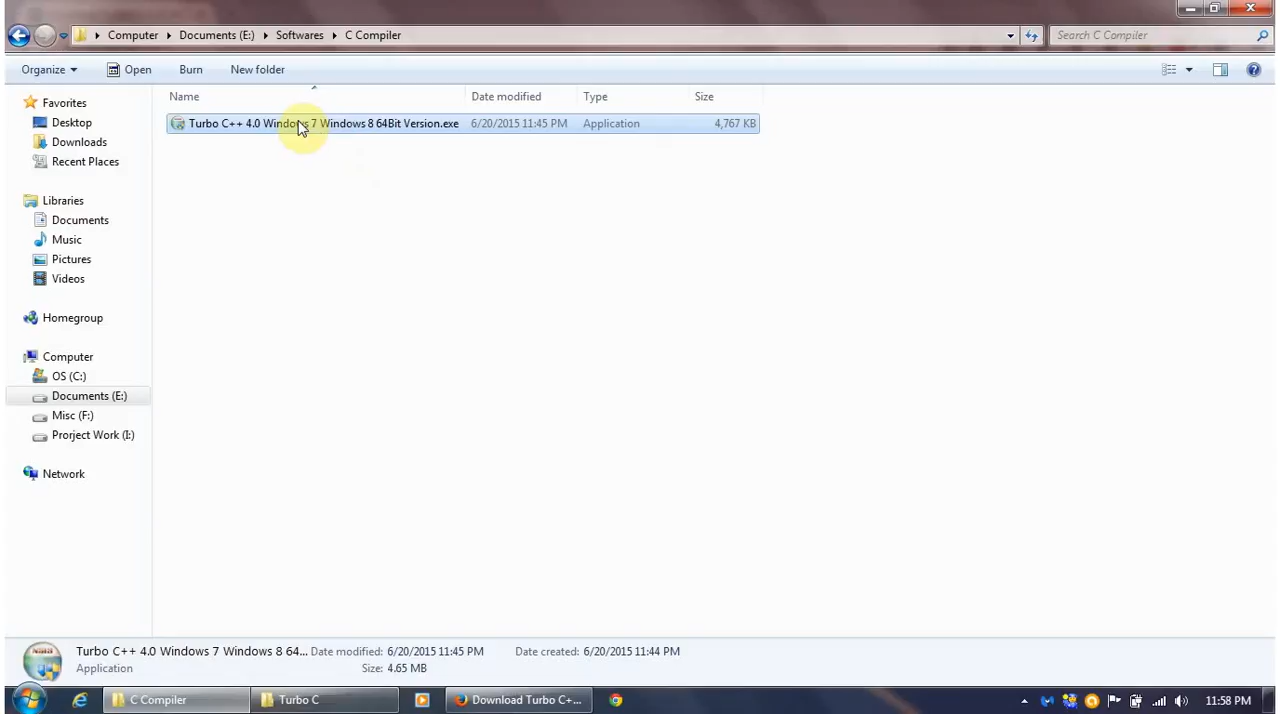 Computer Documents (E:) Softwares C Compiler Search C Compiler
Organize Open Burn New folder
Name Date modified Type Size
Turbo C++ 4.0 Windows 7 Windows 8 64Bit Version.exe 6/20/2015 11:45 PM Application 4,767 KB
Favorites
Desktop
Downloads
Recent Places
Libraries
Documents
Music
Pictures
Videos
Homegroup
Computer
OS (C:)
Documents (E:)
Misc (F:)
Prorject Work (I:)
Network
Turbo C++ 4.0 Windows 7 Windows 8 64... Date modified: 6/20/2015 11:45 PM Date created: 6/20/2015 11:44 PM
Application Size: 4.65 MB
C Compiler Turbo C Download Turbo C+... 11:58 PM